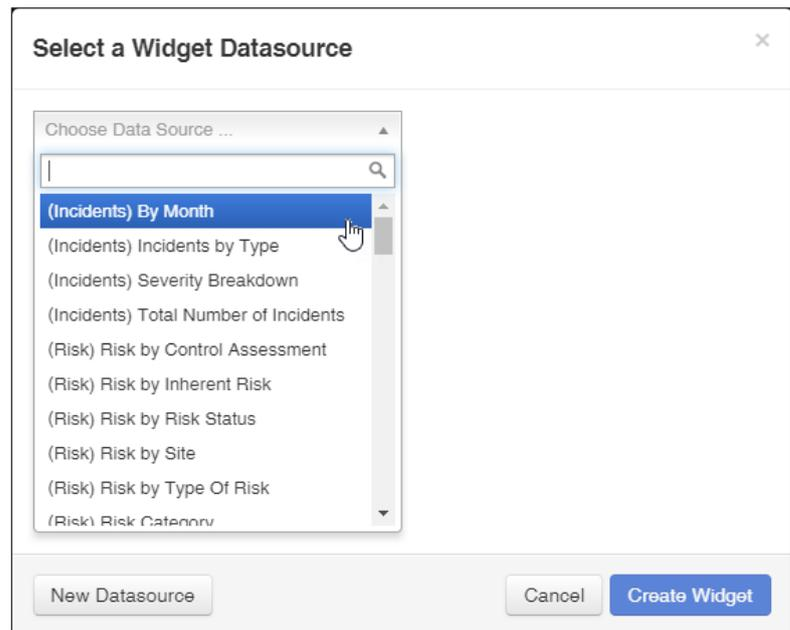 Select a Widget Datasource
×
Choose Data Source ...
(Incidents) By Month
(Incidents) Incidents by Type
(Incidents) Severity Breakdown
(Incidents) Total Number of Incidents
(Risk) Risk by Control Assessment
(Risk) Risk by Inherent Risk
(Risk) Risk by Risk Status
(Risk) Risk by Site
(Risk) Risk by Type Of Risk
(Risk) Risk Category
New Datasource Cancel Create Widget